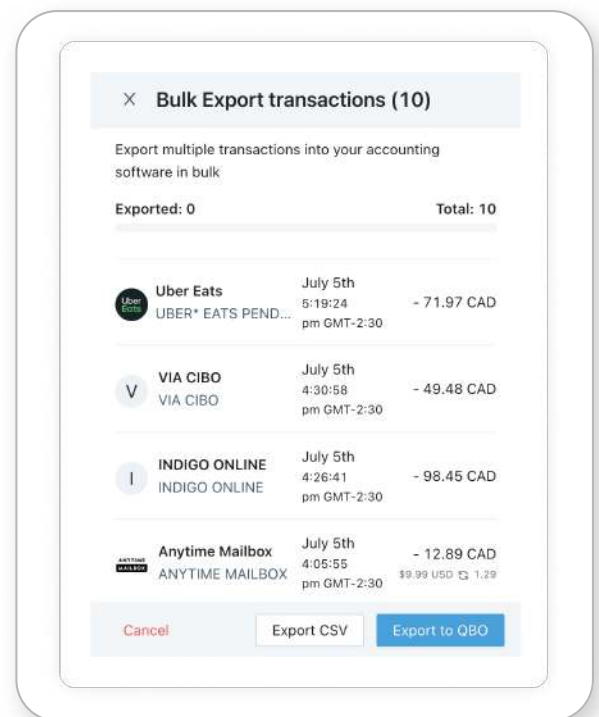 × Bulk Export transactions (10)
Export multiple transactions into your accounting
software in bulk
Exported: 0 Total: 10
Uber Eats
Uber Eats
UBER* EATS PEND...
July 5th
5:19:24
pm GMT-2:30
- 71.97 CAD
V
VIA CIBO
VIA CIBO
July 5th
4:30:58
pm GMT-2:30
- 49.48 CAD
I
INDIGO ONLINE
INDIGO ONLINE
July 5th
4:26:41
pm GMT-2:30
- 98.45 CAD
ANYTIME
MAILBOX
Anytime Mailbox
ANYTIME MAILBOX
July 5th
4:05:55
pm GMT-2:30
- 12.89 CAD
$9.99 USD 1.29
Cancel Export CSV Export to QBO